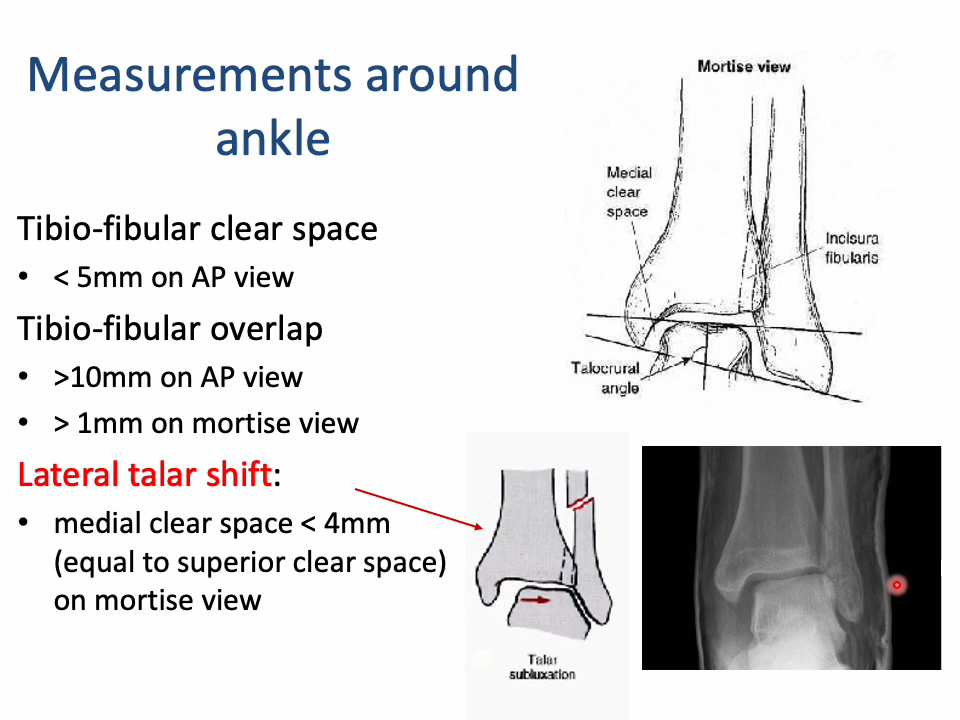 Measurements around
ankle
Tibio-fibular clear space
• < 5mm on AP view
Tibio-fibular overlap
• >10mm on AP view
• > 1mm on mortise view
Lateral talar shift:
• medial clear space < 4mm
(equal to superior clear space)
on mortise view
Mortise view
Medial
clear
space
Incisura
fibularis
Talocrural
angle
Talar
subluxation